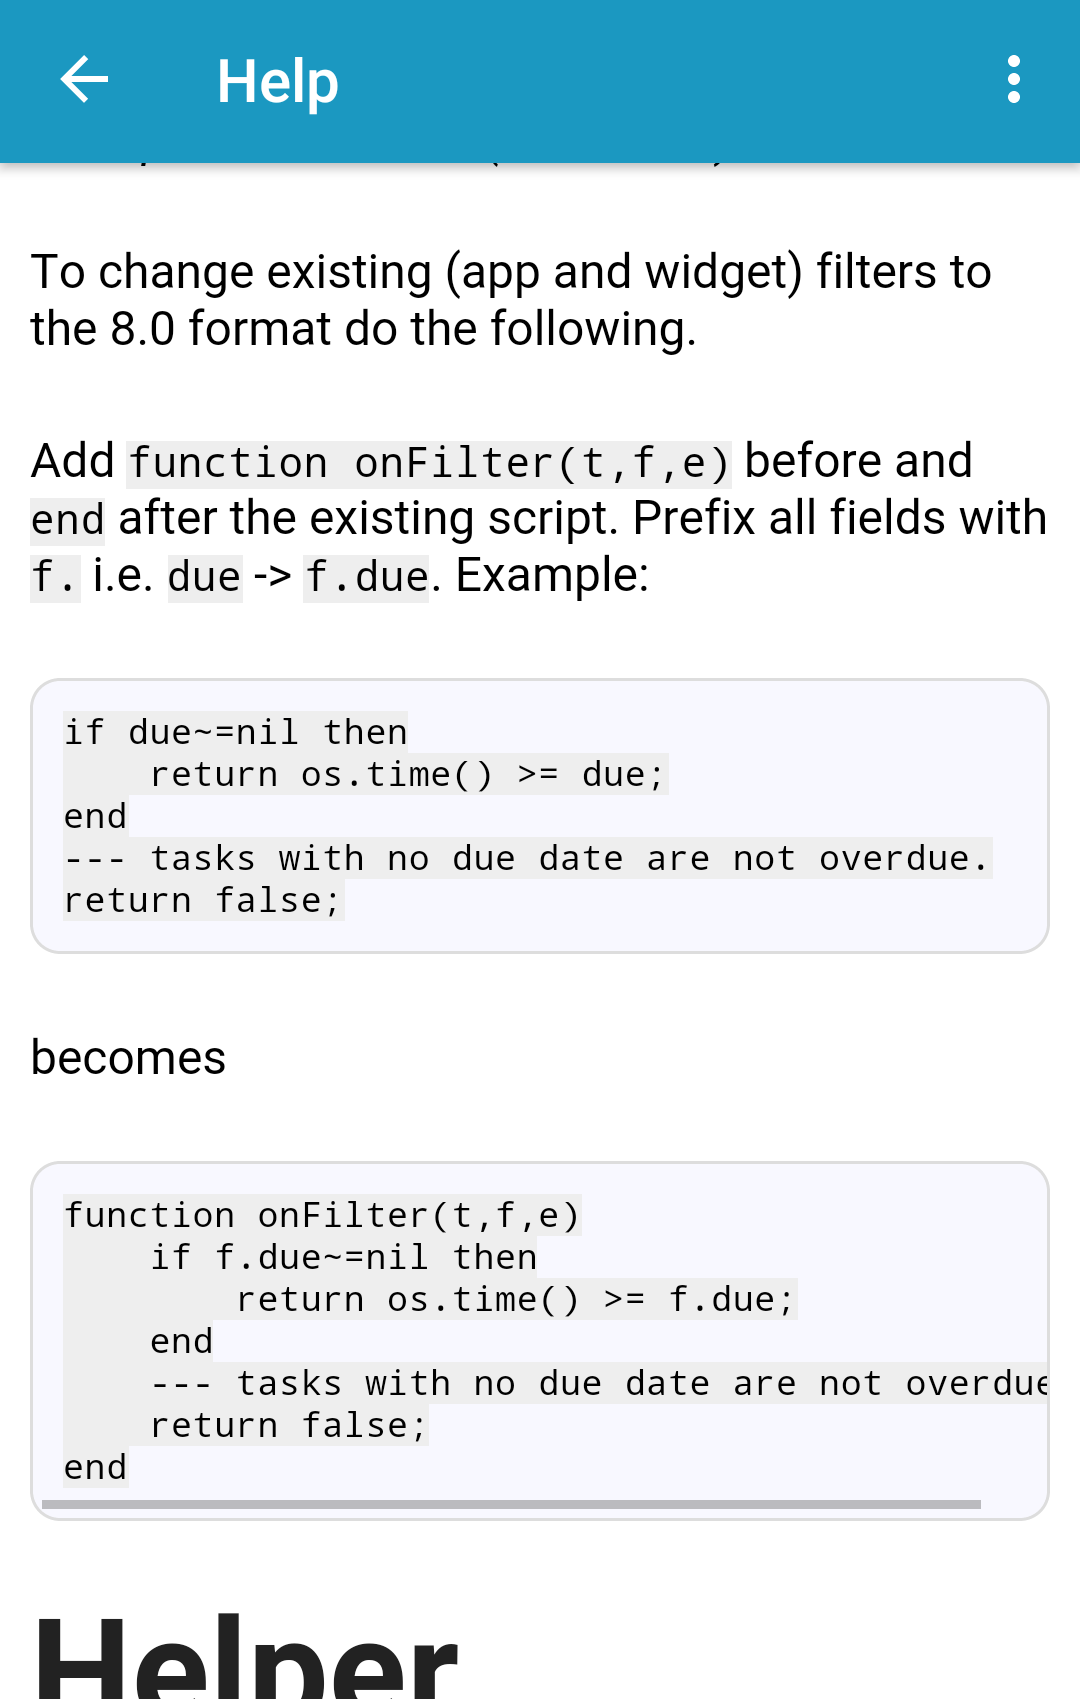 Help
To change existing (app and widget) filters to
the 8.0 format do the following.
Add function onFilter(t,f,e) before and
end after the existing script. Prefix all fields with
f. i.e. due -> f.due. Example:
if due~=nil then
    return os.time() >= due;
end
--- tasks with no due date are not overdue.
return false;
becomes
function onFilter(t,f,e)
    if f.due~=nil then
        return os.time() >= f.due;
    end
    --- tasks with no due date are not overdue
    return false;
end
Helper